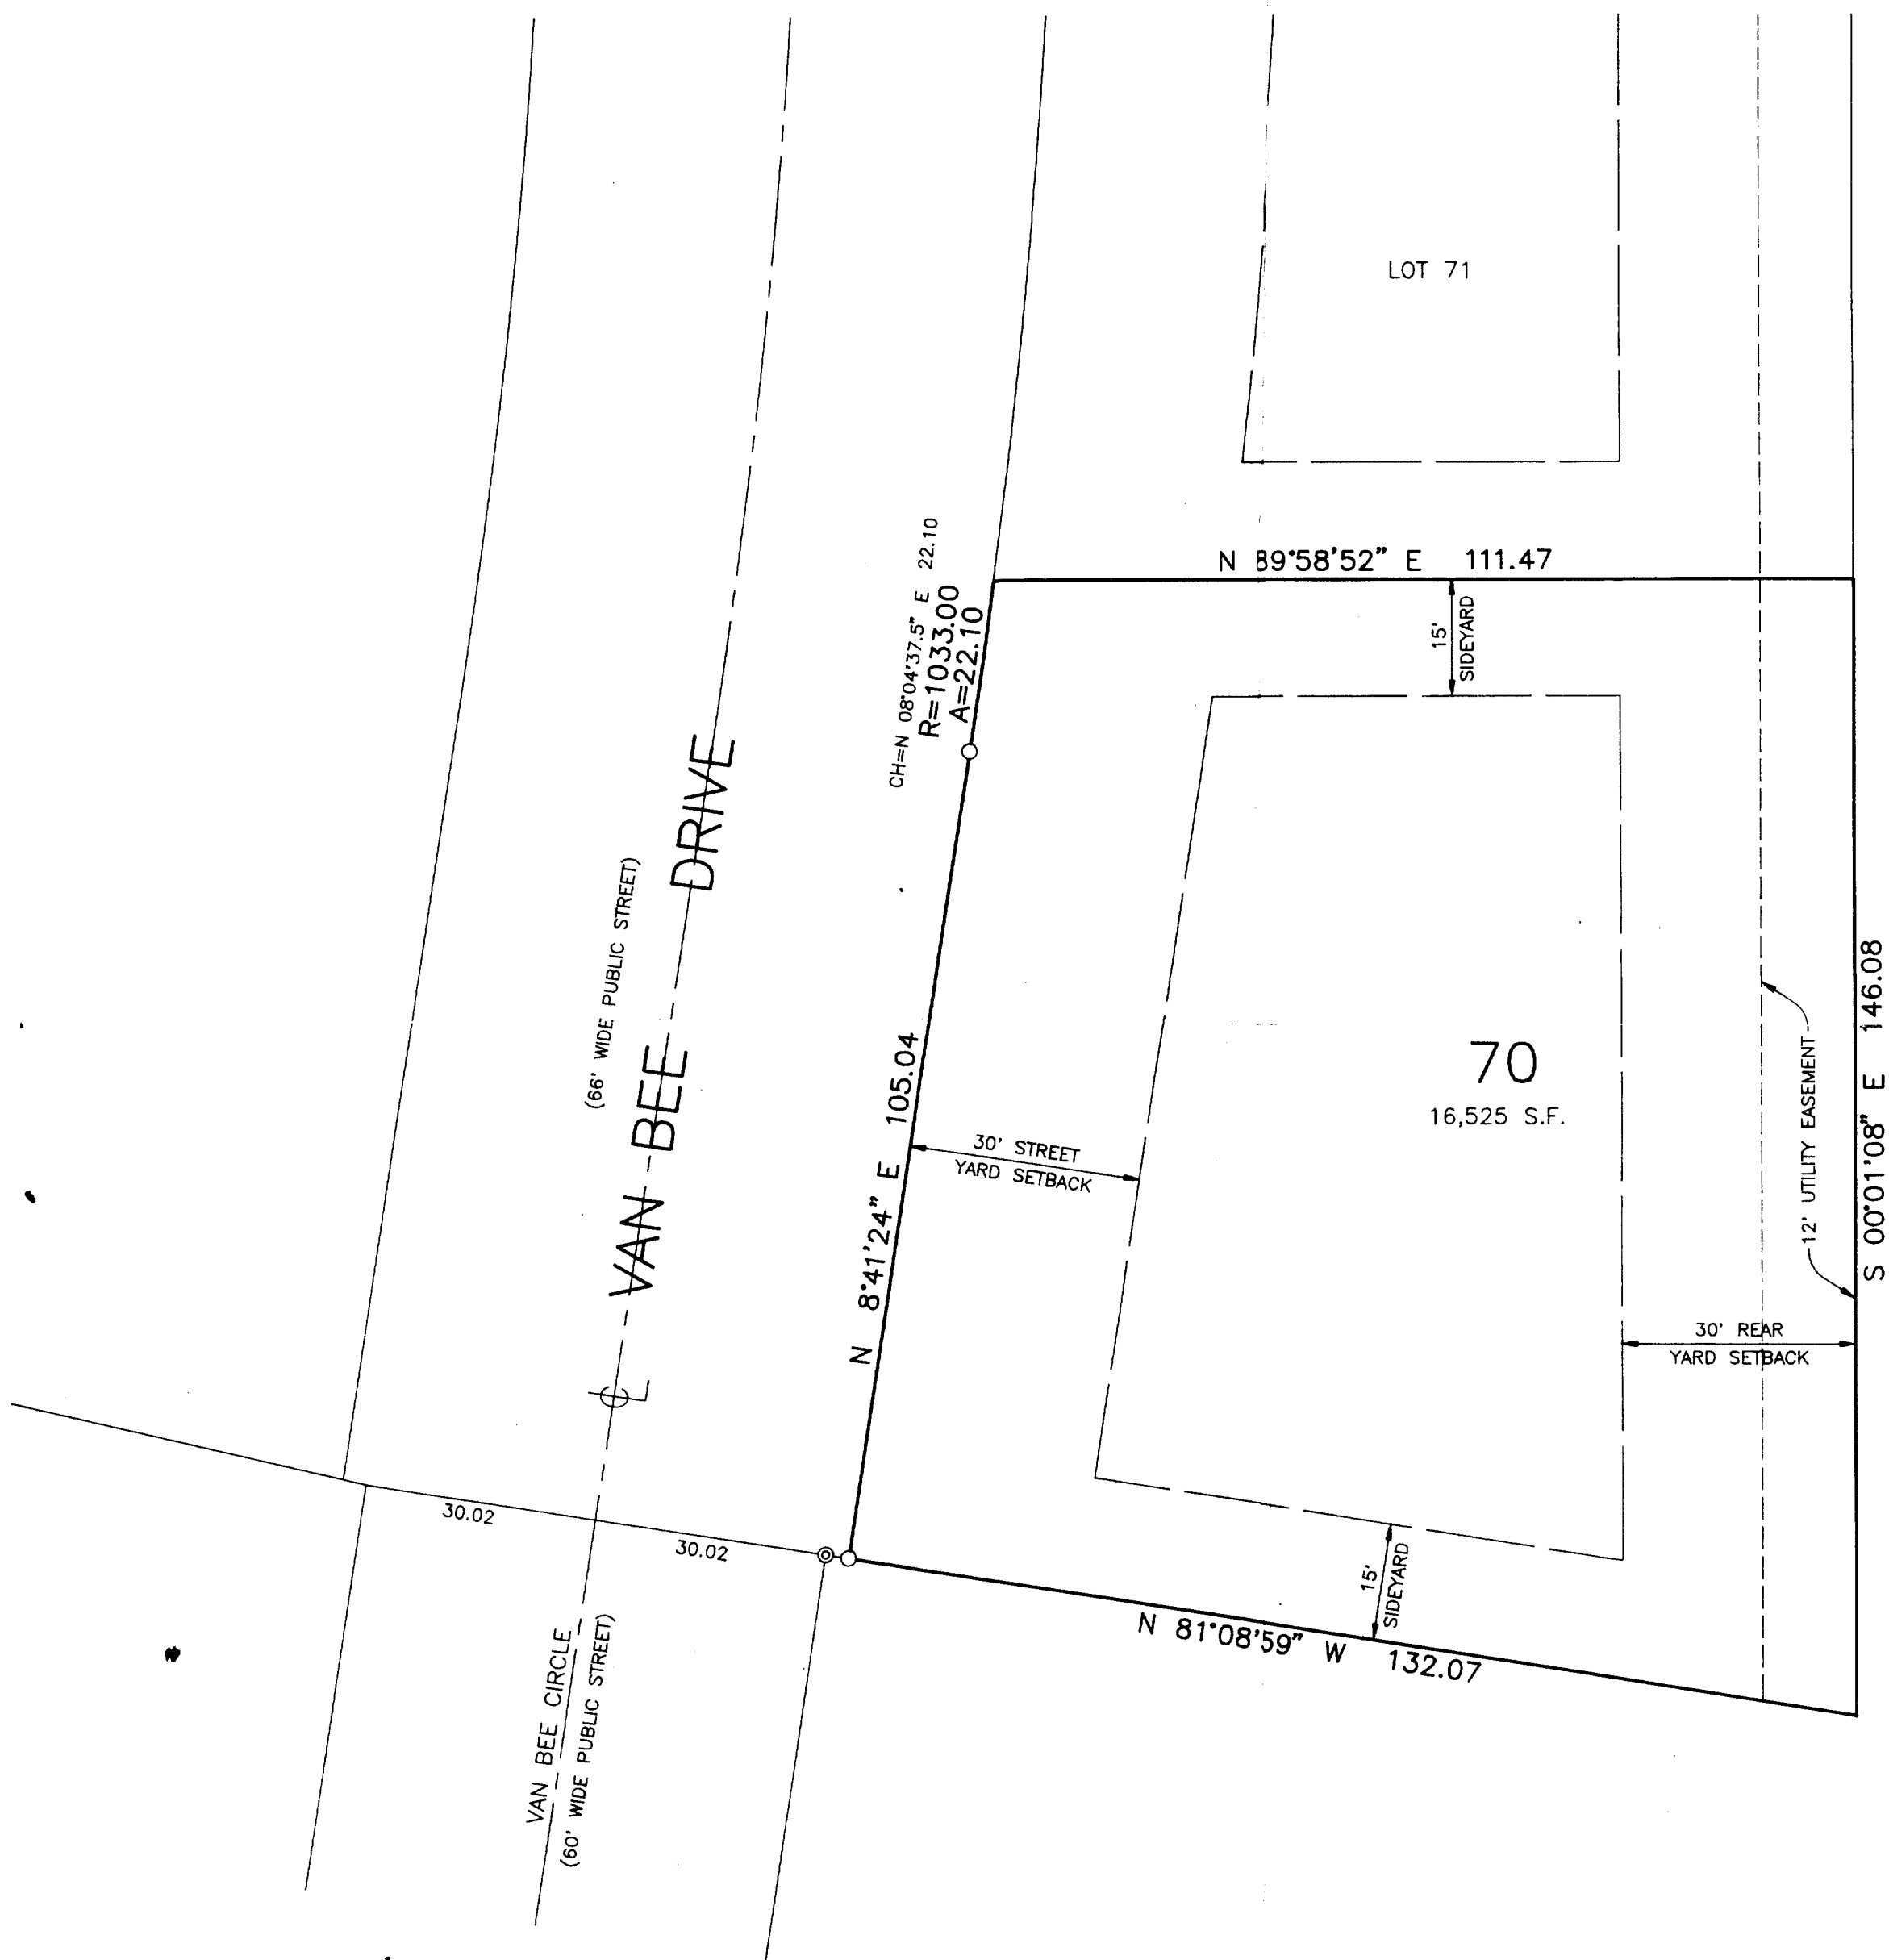 LOT 71
N 89°58'52" E 111.47
CH=N 08°04'37.5" E 22.10
R=1033.00
A=22.10
15'
SIDEYARD
VAN BEE DRIVE
(66' WIDE PUBLIC STREET)
N 8°41'24" E 105.04
30' STREET
YARD SETBACK
70
16,525 S.F.
12' UTILITY EASEMENT
S 00°01'08" E 146.08
30' REAR
YARD SETBACK
30.02
30.02
15'
SIDEYARD
N 81°08'59" W 132.07
VAN BEE CIRCLE
(60' WIDE PUBLIC STREET)